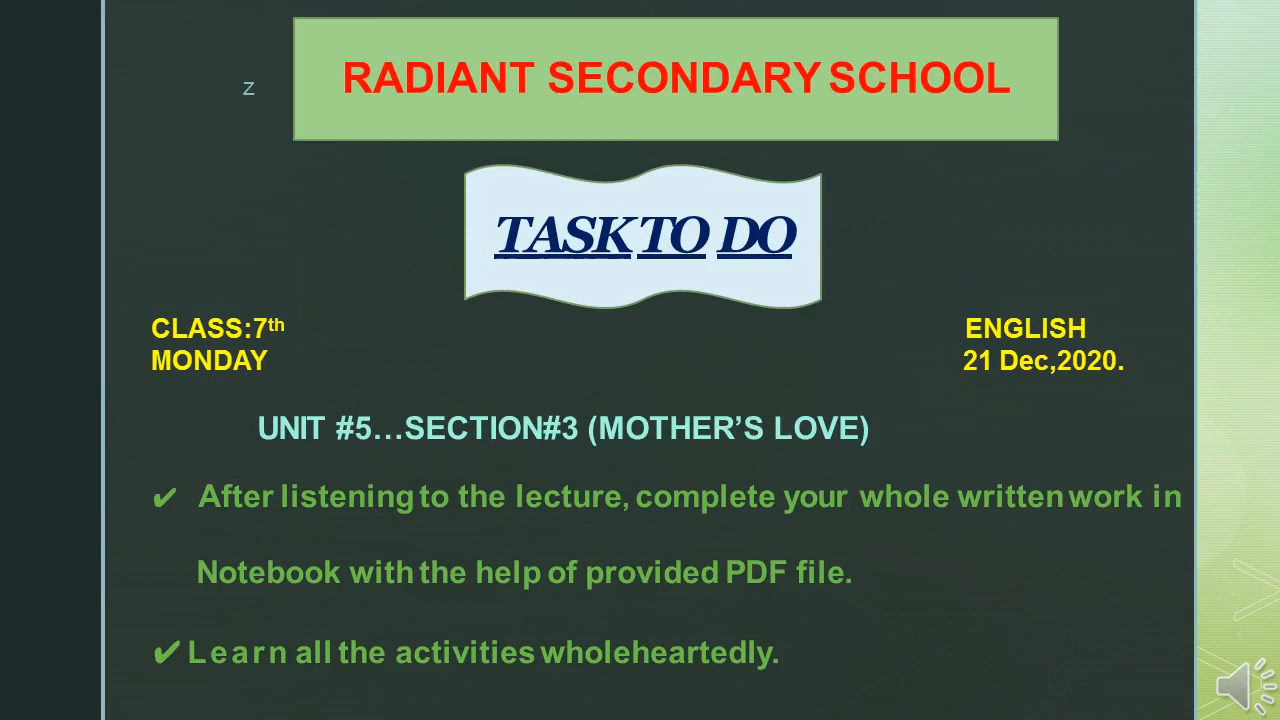 z
RADIANT SECONDARY SCHOOL
TASK TO DO
CLASS:7th
ENGLISH
MONDAY
21 Dec,2020.
UNIT #5…SECTION#3 (MOTHER’S LOVE)
✔ After listening to the lecture, complete your whole written work in
Notebook with the help of provided PDF file.
✔ Learn all the activities wholeheartedly.